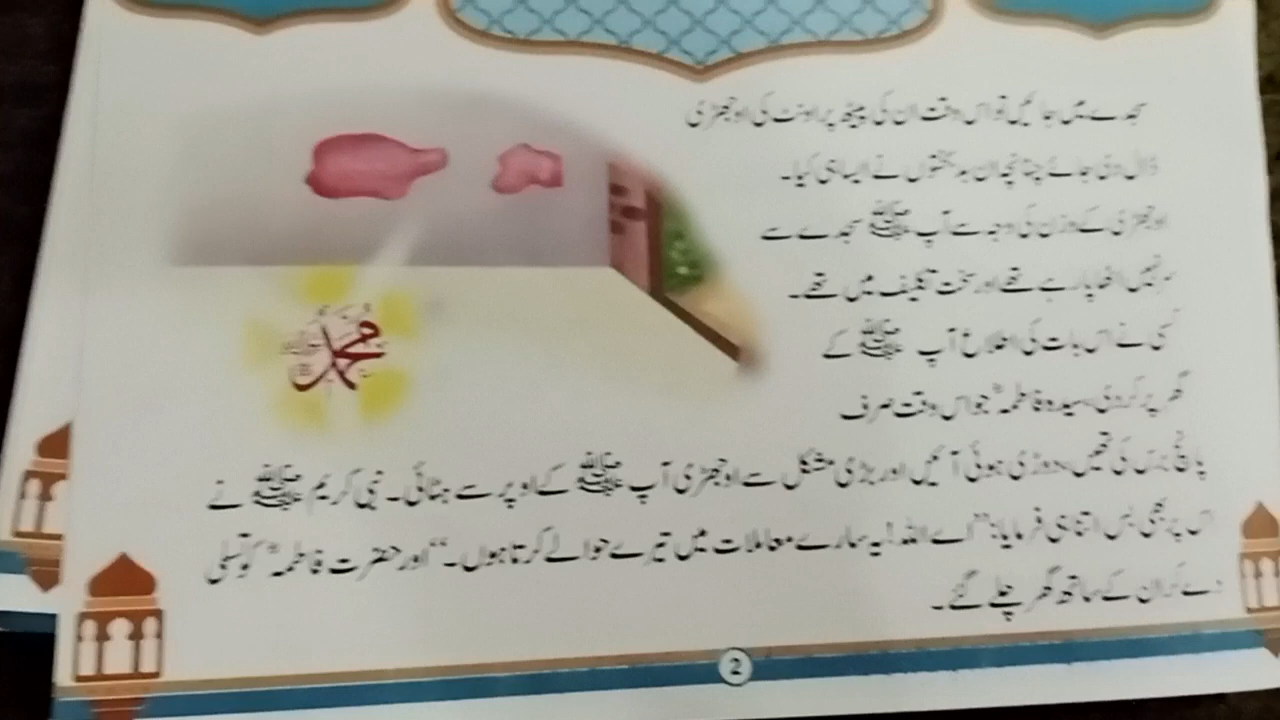 سجدے میں جائیں تو اس وقت ان کی پیٹھ پر اونٹ کی اوجھڑی
ڈال دی جائے چنانچہ ان بدبختوں نے ایسا ہی کیا۔
اوجھڑی کے وزن کی وجہ سے آپ ﷺ سجدے سے
سر نہیں اٹھا پا رہے تھے اور سخت تکلیف میں تھے۔
کسی نے اس بات کی اطلاع آپ ﷺ کے
گھر پر کر دی، سیدہ فاطمہؓ جو اس وقت صرف
پانچ برس کی تھیں، دوڑی ہوئی آئیں اور بڑی مشکل سے اوجھڑی آپ ﷺ کے اوپر سے ہٹائی۔ نبی کریم ﷺ نے
اس پر بھی بس اتنا ہی فرمایا: ”اے اللہ! یہ سارے معاملات میں تیرے حوالے کرتا ہوں۔“ اور حضرت فاطمہؓ کو تسلی
دے کر ان کے ساتھ گھر چلے گئے۔
محمد
2